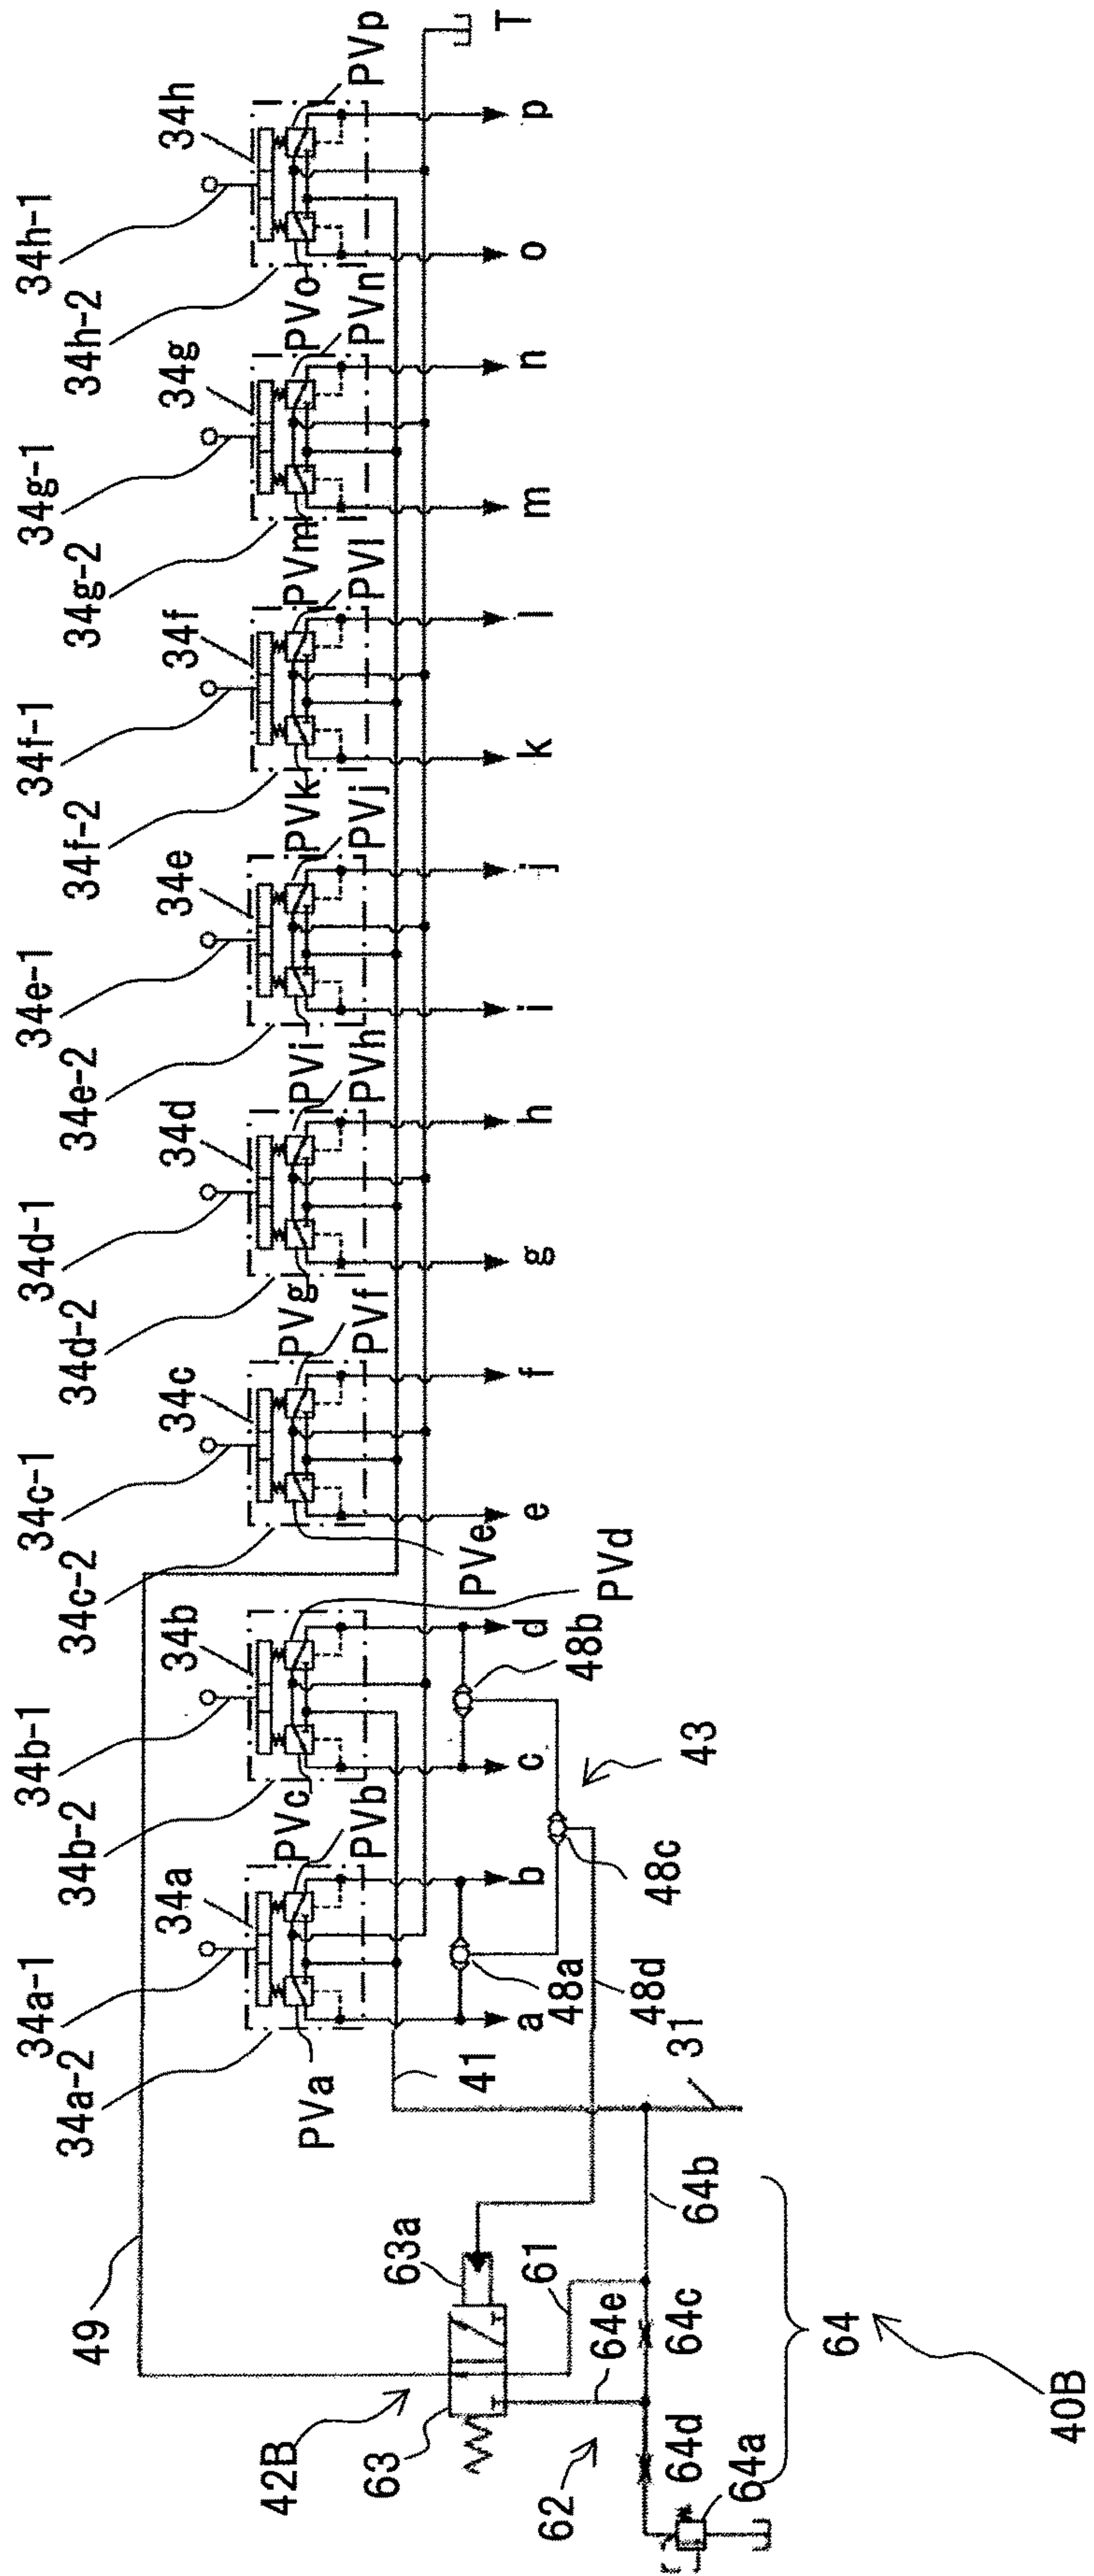 34a-1
34a-2
34a
34b-1
34b-2
34b
34c-1
34c-2
34c
34d-1
34d-2
34d
34e-1
34e-2
34e
34f-1
34f-2
34f
34g-1
34g-2
34g
34h-1
34h-2
34h
49
PVa
PVb
PVc
PVd
PVe
PVf
PVg
PVh
PVi
PVj
PVk
PVl
PVm
PVn
PVo
PVp
T
a
b
c
d
e
f
g
h
i
j
k
l
m
n
o
p
41
48a
48b
48c
48d
43
31
42B
63
63a
61
62
64e
64b
64c
64d
64a
64
40B